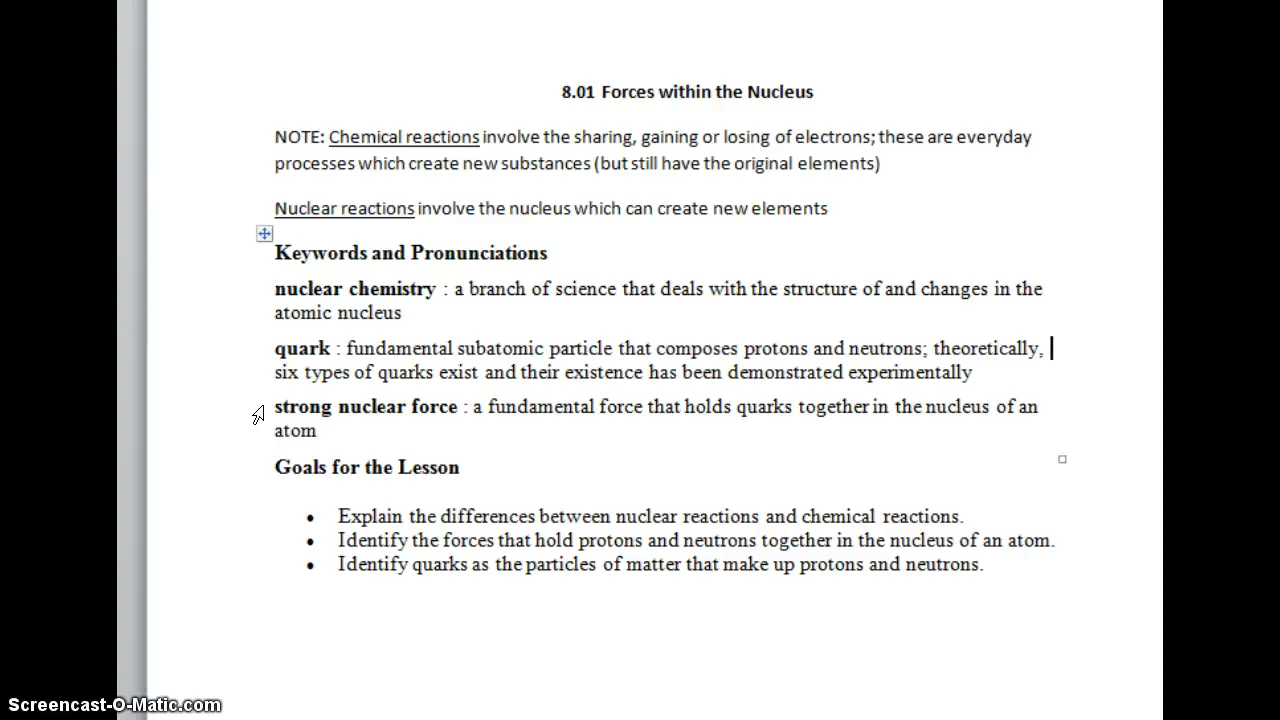 8.01 Forces within the Nucleus
NOTE: Chemical reactions involve the sharing, gaining or losing of electrons; these are everyday
processes which create new substances (but still have the original elements)
Nuclear reactions involve the nucleus which can create new elements
Keywords and Pronunciations
nuclear chemistry : a branch of science that deals with the structure of and changes in the
atomic nucleus
quark : fundamental subatomic particle that composes protons and neutrons; theoretically,
six types of quarks exist and their existence has been demonstrated experimentally
strong nuclear force : a fundamental force that holds quarks together in the nucleus of an
atom
Goals for the Lesson
• Explain the differences between nuclear reactions and chemical reactions.
• Identify the forces that hold protons and neutrons together in the nucleus of an atom.
• Identify quarks as the particles of matter that make up protons and neutrons.
Screencast-O-Matic.com